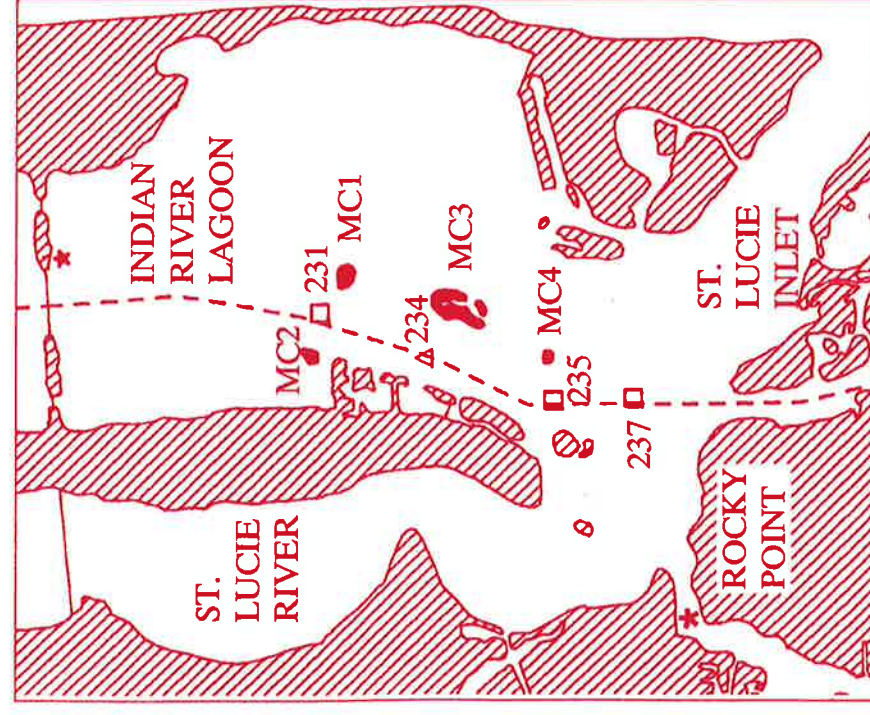 INDIAN
RIVER
LAGOON
231
MC1
MC2
234
MC3
MC4
235
237
ST.
LUCIE
INLET
ST.
LUCIE
RIVER
ROCKY
POINT